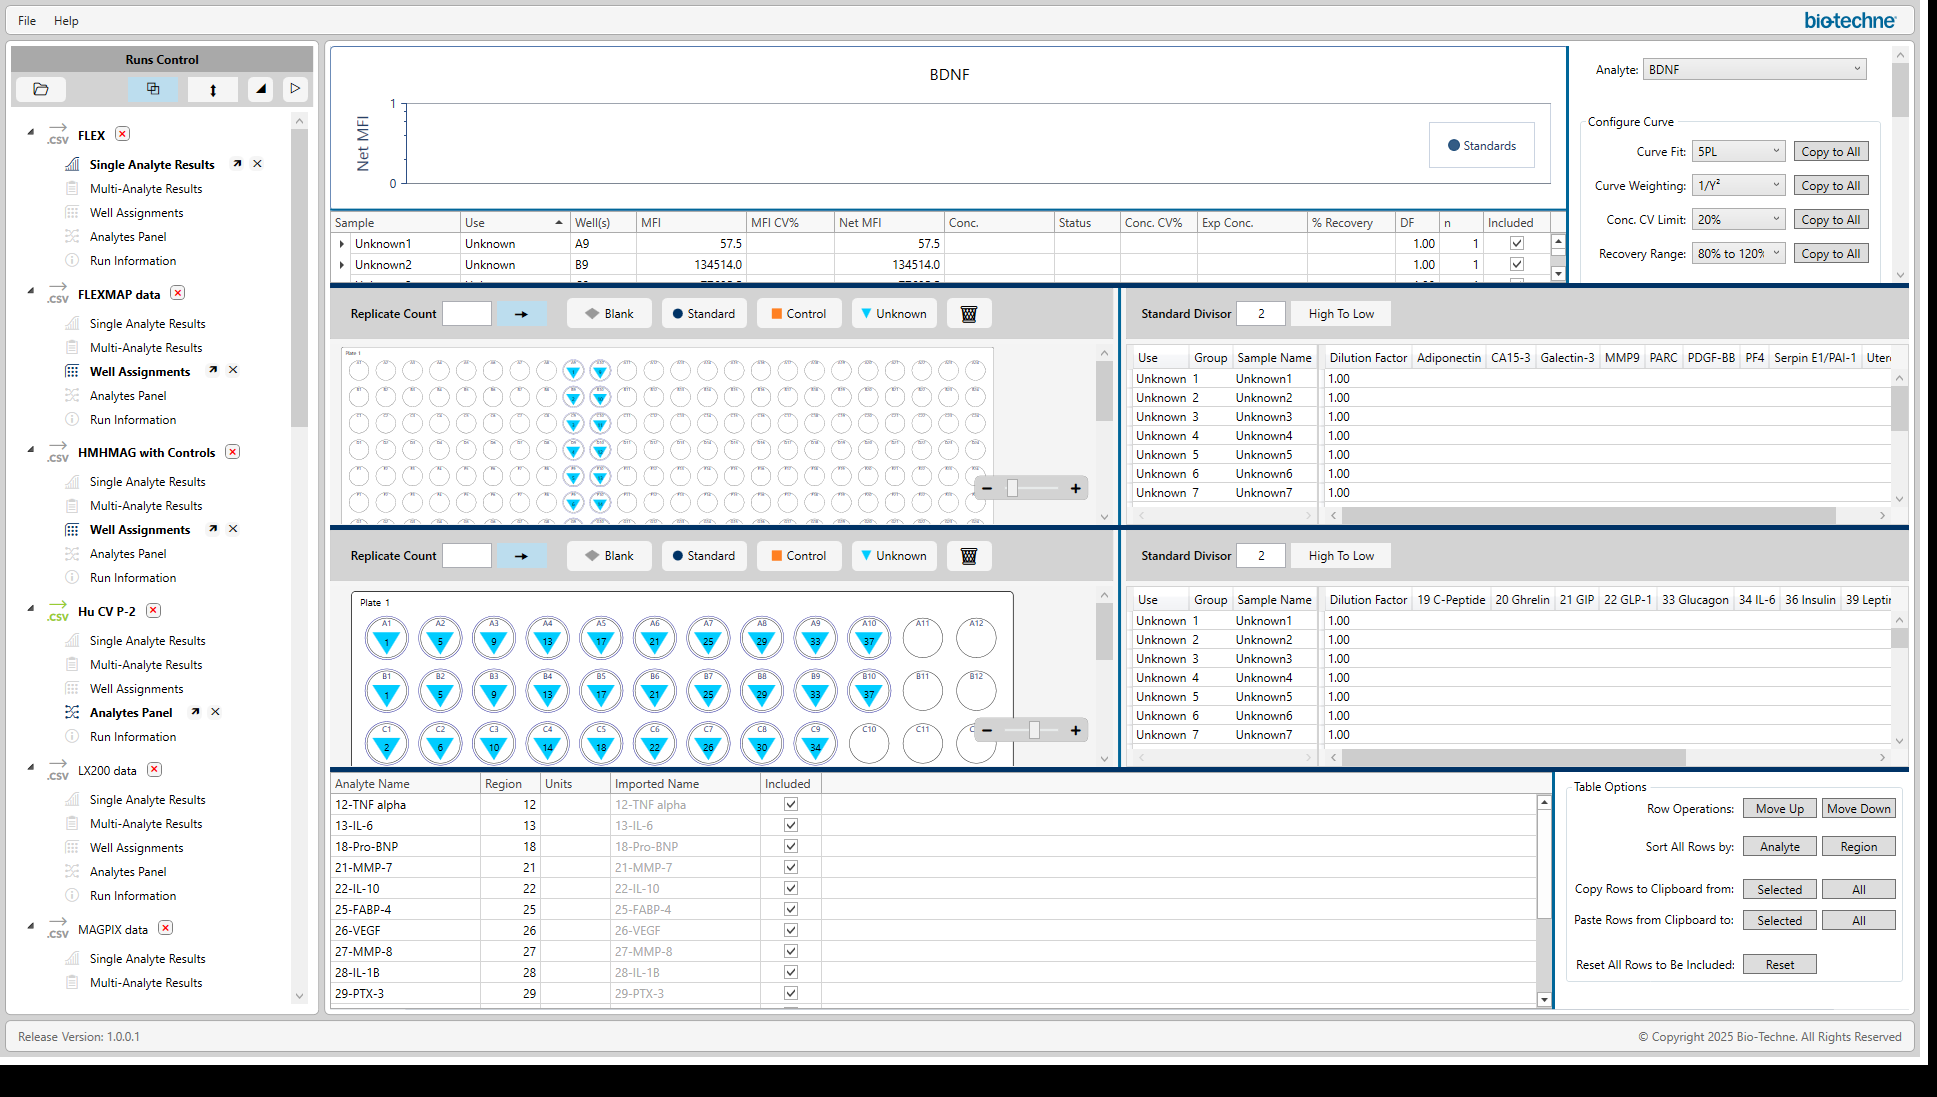 File Help
bio-techne
Runs Control
.CSV FLEX
Single Analyte Results
Multi-Analyte Results
Well Assignments
Analytes Panel
Run Information
.CSV FLEXMAP data
Single Analyte Results
Multi-Analyte Results
Well Assignments
Analytes Panel
Run Information
.CSV HMHMAG with Controls
Single Analyte Results
Multi-Analyte Results
Well Assignments
Analytes Panel
Run Information
.CSV Hu CV P-2
Single Analyte Results
Multi-Analyte Results
Well Assignments
Analytes Panel
Run Information
.CSV LX200 data
Single Analyte Results
Multi-Analyte Results
Well Assignments
Analytes Panel
Run Information
.CSV MAGPIX data
Single Analyte Results
Multi-Analyte Results
BDNF
Net MFI
1
0
Standards
Analyte: BDNF
Configure Curve
Curve Fit: 5PL Copy to All
Curve Weighting: 1/Y² Copy to All
Conc. CV Limit: 20% Copy to All
Recovery Range: 80% to 120% Copy to All
Sample Use Well(s) MFI MFI CV% Net MFI Conc. Status Conc. CV% Exp Conc. % Recovery DF n Included
Unknown1 Unknown A9 57.5 57.5 1.00 1
Unknown2 Unknown B9 134514.0 134514.0 1.00 1
Replicate Count Blank Standard Control Unknown
Plate 1
Standard Divisor 2 High To Low
Use Group Sample Name Dilution Factor Adiponectin CA15-3 Galectin-3 MMP9 PARC PDGF-BB PF4 Serpin E1/PAI-1 Uter
Unknown 1 Unknown1 1.00
Unknown 2 Unknown2 1.00
Unknown 3 Unknown3 1.00
Unknown 4 Unknown4 1.00
Unknown 5 Unknown5 1.00
Unknown 6 Unknown6 1.00
Unknown 7 Unknown7 1.00
Replicate Count Blank Standard Control Unknown
Plate 1
A1 A2 A3 A4 A5 A6 A7 A8 A9 A10 A11 A12
1 5 9 13 17 21 25 29 33 37
B1 B2 B3 B4 B5 B6 B7 B8 B9 B10 B11 B12
1 5 9 13 17 21 25 29 33 37
C1 C2 C3 C4 C5 C6 C7 C8 C9 C10 C11
2 6 10 14 18 22 26 30 34
Standard Divisor 2 High To Low
Use Group Sample Name Dilution Factor 19 C-Peptide 20 Ghrelin 21 GIP 22 GLP-1 33 Glucagon 34 IL-6 36 Insulin 39 Leptin
Unknown 1 Unknown1 1.00
Unknown 2 Unknown2 1.00
Unknown 3 Unknown3 1.00
Unknown 4 Unknown4 1.00
Unknown 5 Unknown5 1.00
Unknown 6 Unknown6 1.00
Unknown 7 Unknown7 1.00
Analyte Name Region Units Imported Name Included
12-TNF alpha 12 12-TNF alpha
13-IL-6 13 13-IL-6
18-Pro-BNP 18 18-Pro-BNP
21-MMP-7 21 21-MMP-7
22-IL-10 22 22-IL-10
25-FABP-4 25 25-FABP-4
26-VEGF 26 26-VEGF
27-MMP-8 27 27-MMP-8
28-IL-1B 28 28-IL-1B
29-PTX-3 29 29-PTX-3
Table Options
Row Operations: Move Up Move Down
Sort All Rows by: Analyte Region
Copy Rows to Clipboard from: Selected All
Paste Rows from Clipboard to: Selected All
Reset All Rows to Be Included: Reset
Release Version: 1.0.0.1
© Copyright 2025 Bio-Techne. All Rights Reserved